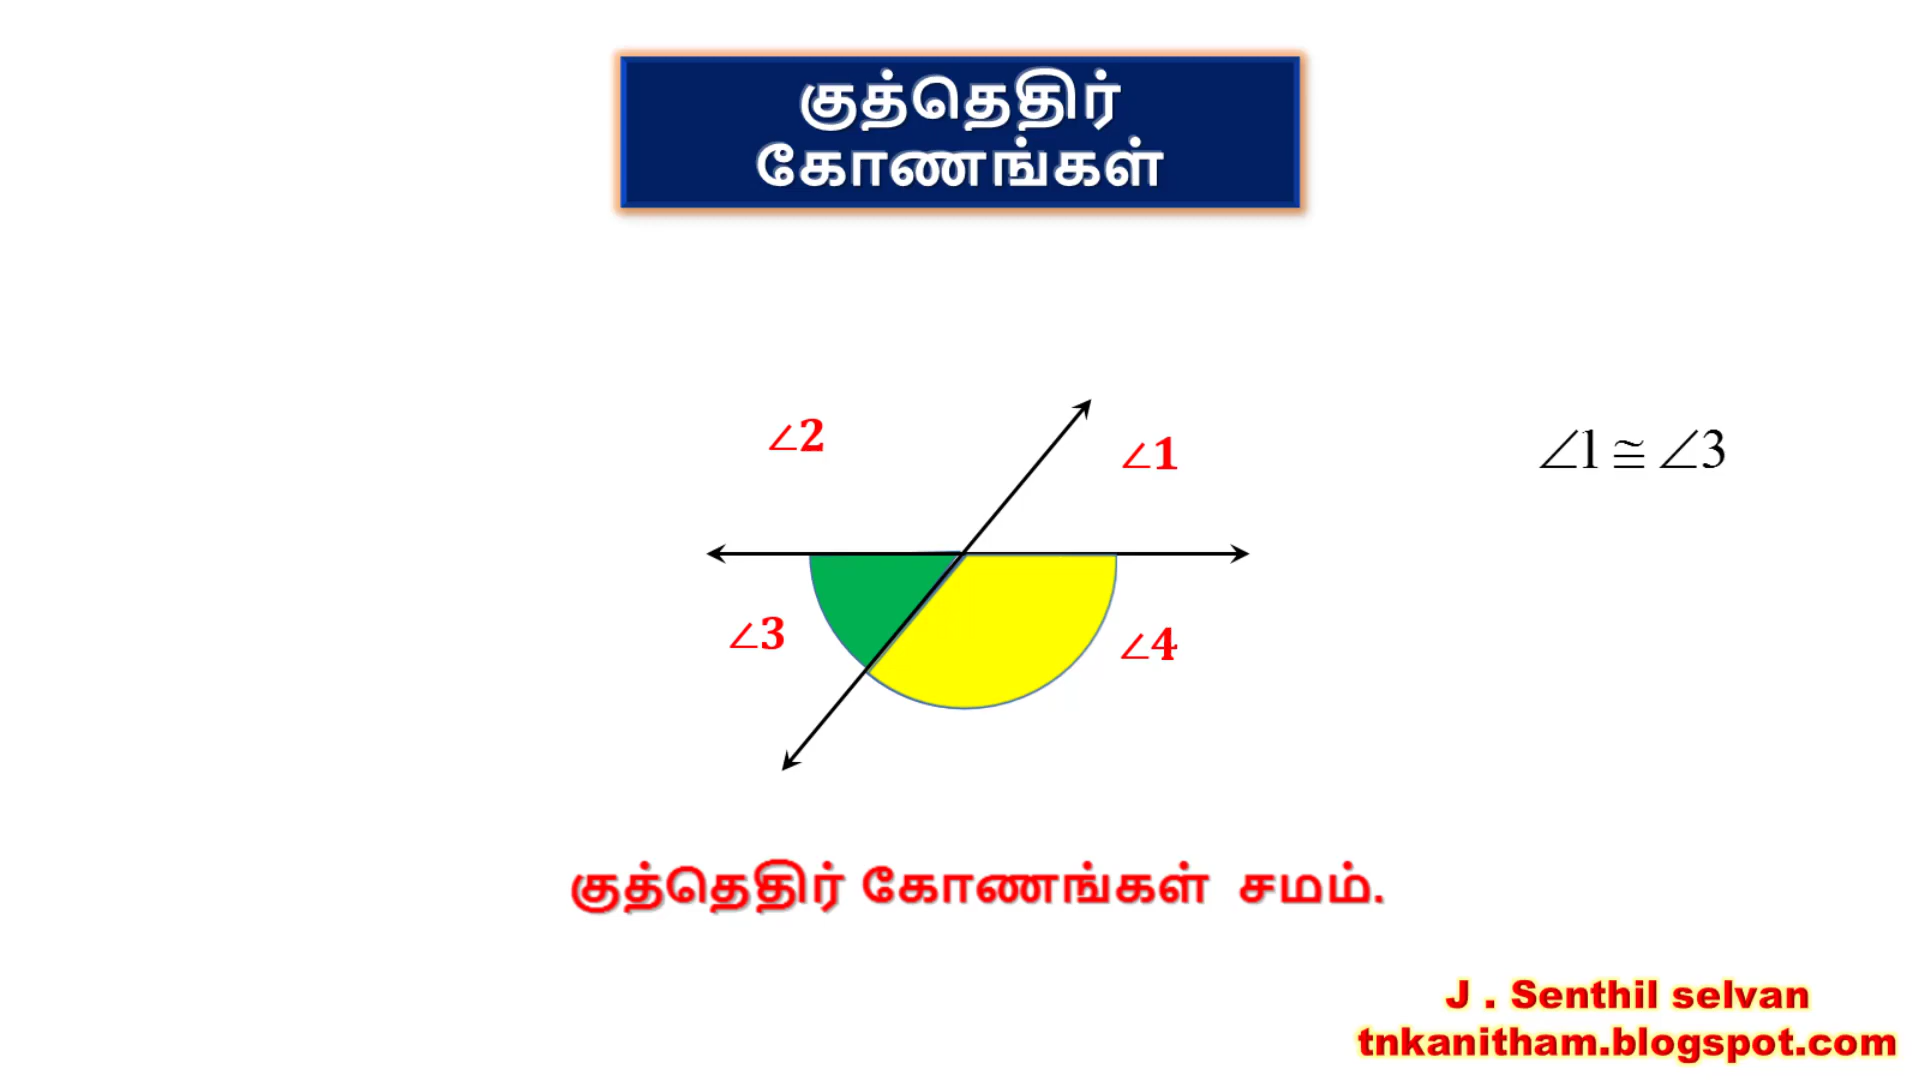 குத்தெதிர்
கோணங்கள்
∠2
∠1
∠1 ≅ ∠3
∠3
∠4
குத்தெதிர் கோணங்கள் சமம்.
J . Senthil selvan
tnkanitham.blogspot.com